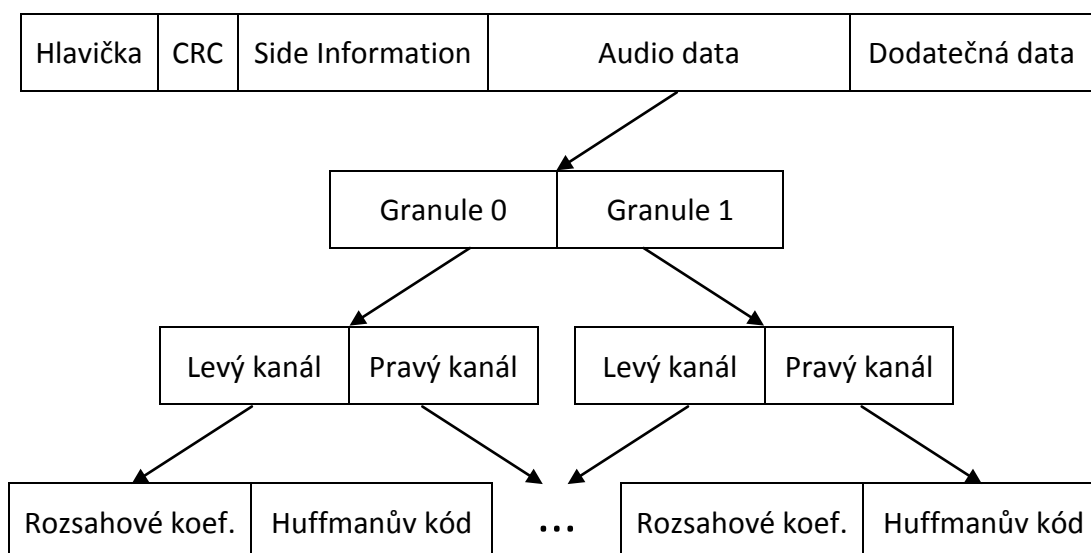 Hlavička CRC Side Information Audio data Dodatečná data
Granule 0 Granule 1
Levý kanál Pravý kanál Levý kanál Pravý kanál
Rozsahové koef. Huffmanův kód ... Rozsahové koef. Huffmanův kód